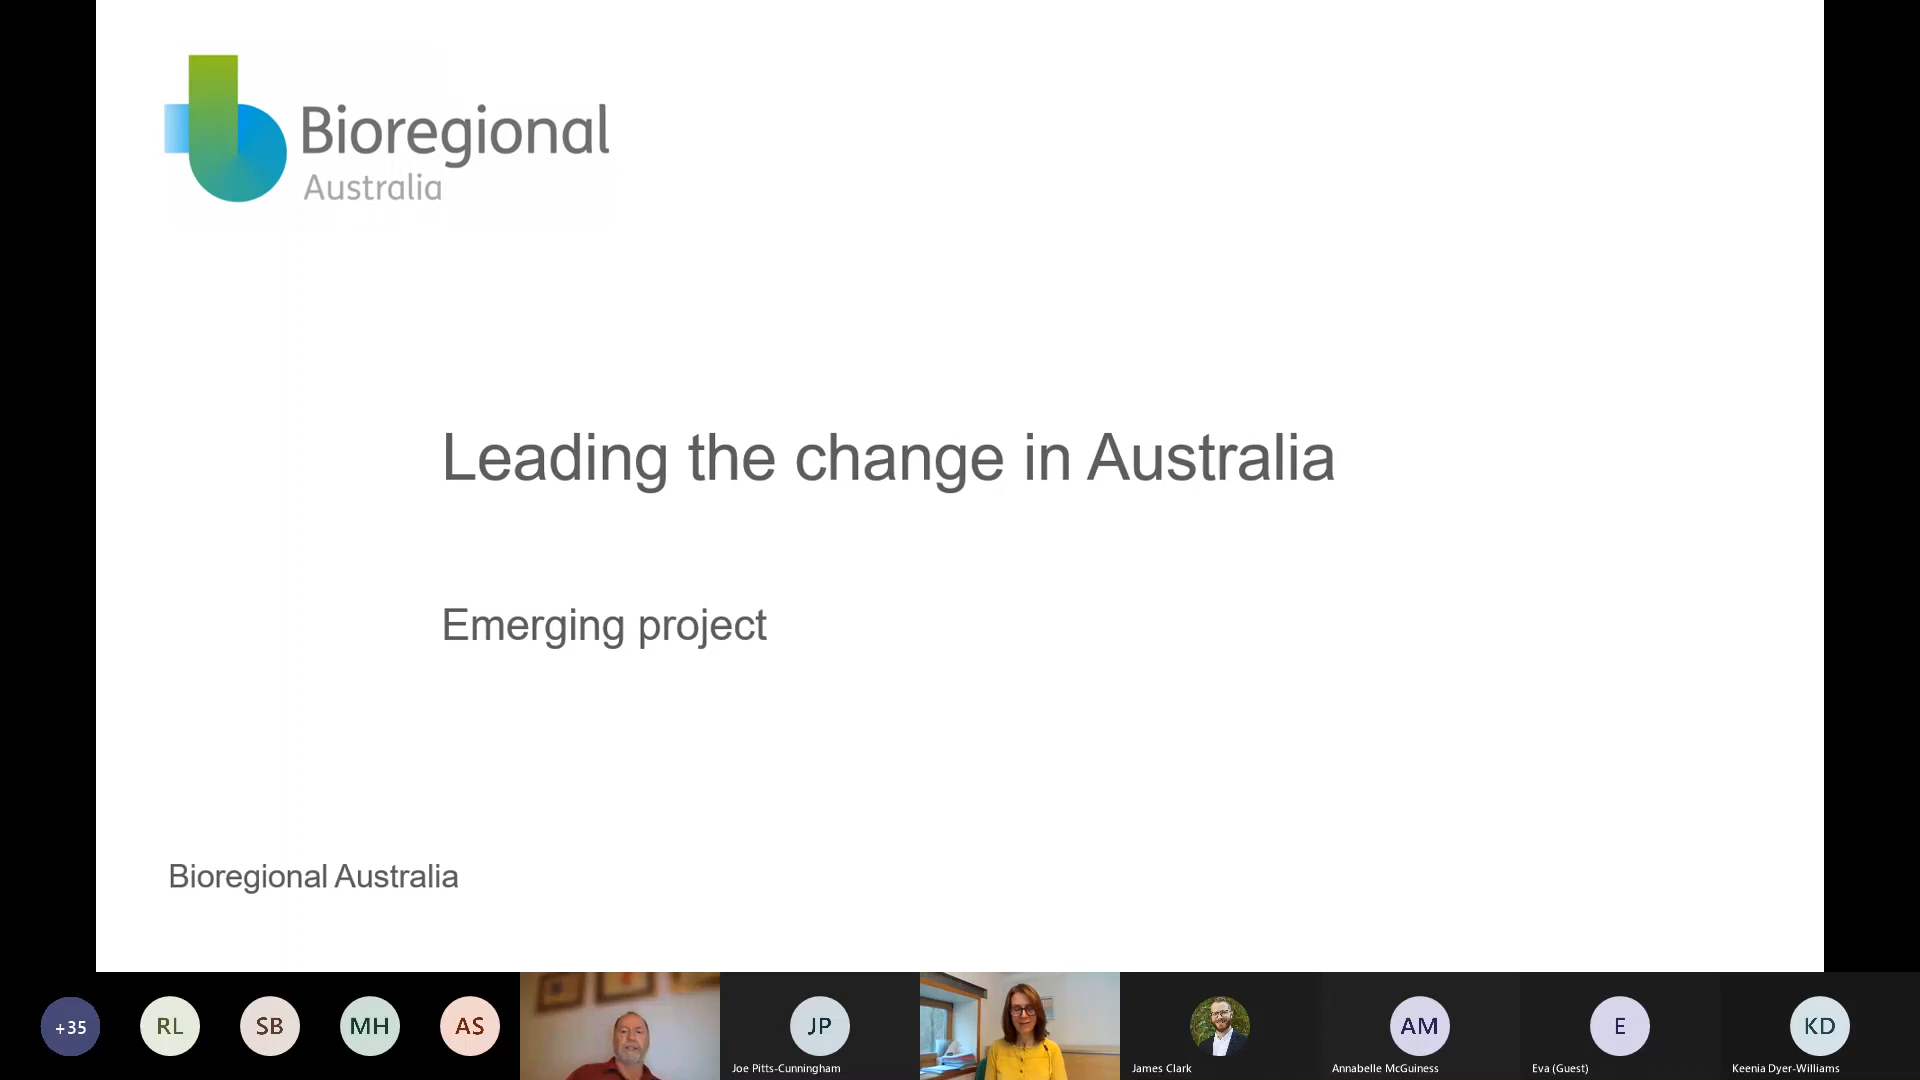 Bioregional
Australia
Leading the change in Australia
Emerging project
Bioregional Australia
+35
RL
SB
MH
AS
JP
Joe Pitts-Cunningham
James Clark
AM
Annabelle McGuiness
E
Eva (Guest)
KD
Keenia Dyer-Williams